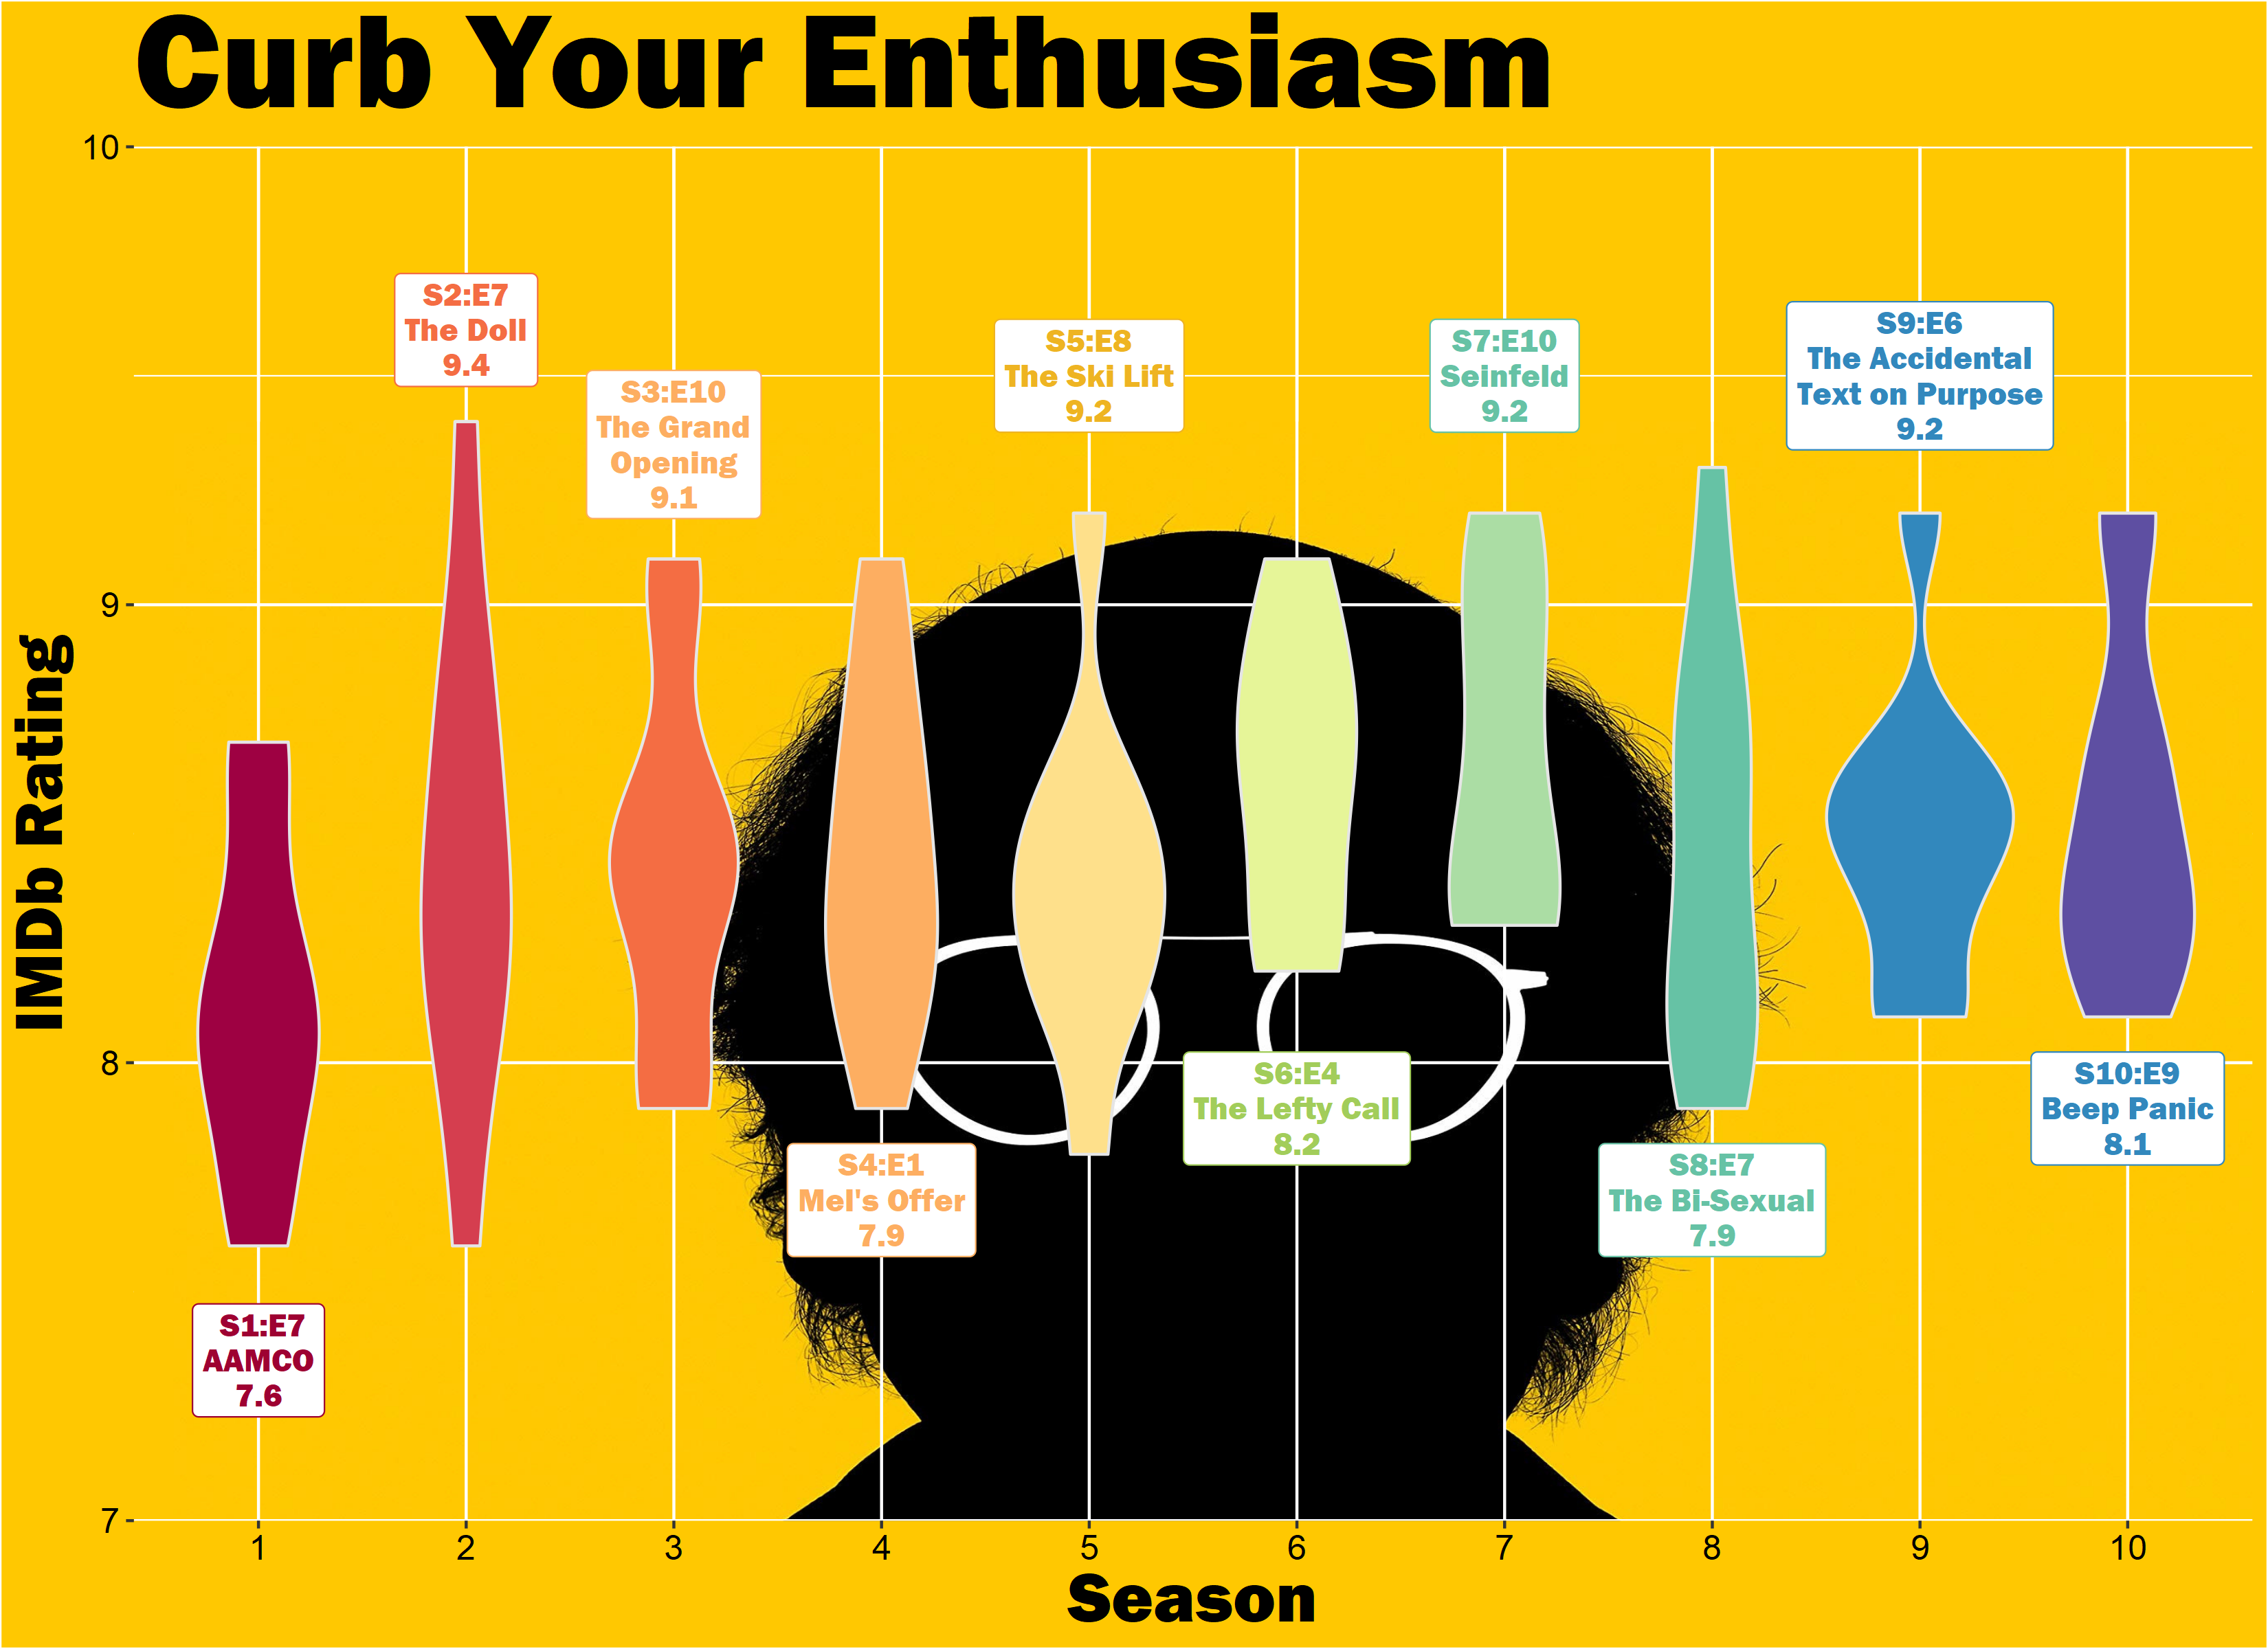 Curb Your Enthusiasm
10
9
8
7
IMDb Rating
S2:E7
The Doll
9.4
S3:E10
The Grand
Opening
9.1
S5:E8
The Ski Lift
9.2
S7:E10
Seinfeld
9.2
S9:E6
The Accidental
Text on Purpose
9.2
S1:E7
AAMCO
7.6
S4:E1
Mel's Offer
7.9
S6:E4
The Lefty Call
8.2
S8:E7
The Bi-Sexual
7.9
S10:E9
Beep Panic
8.1
1 2 3 4 5 6 7 8 9 10
Season